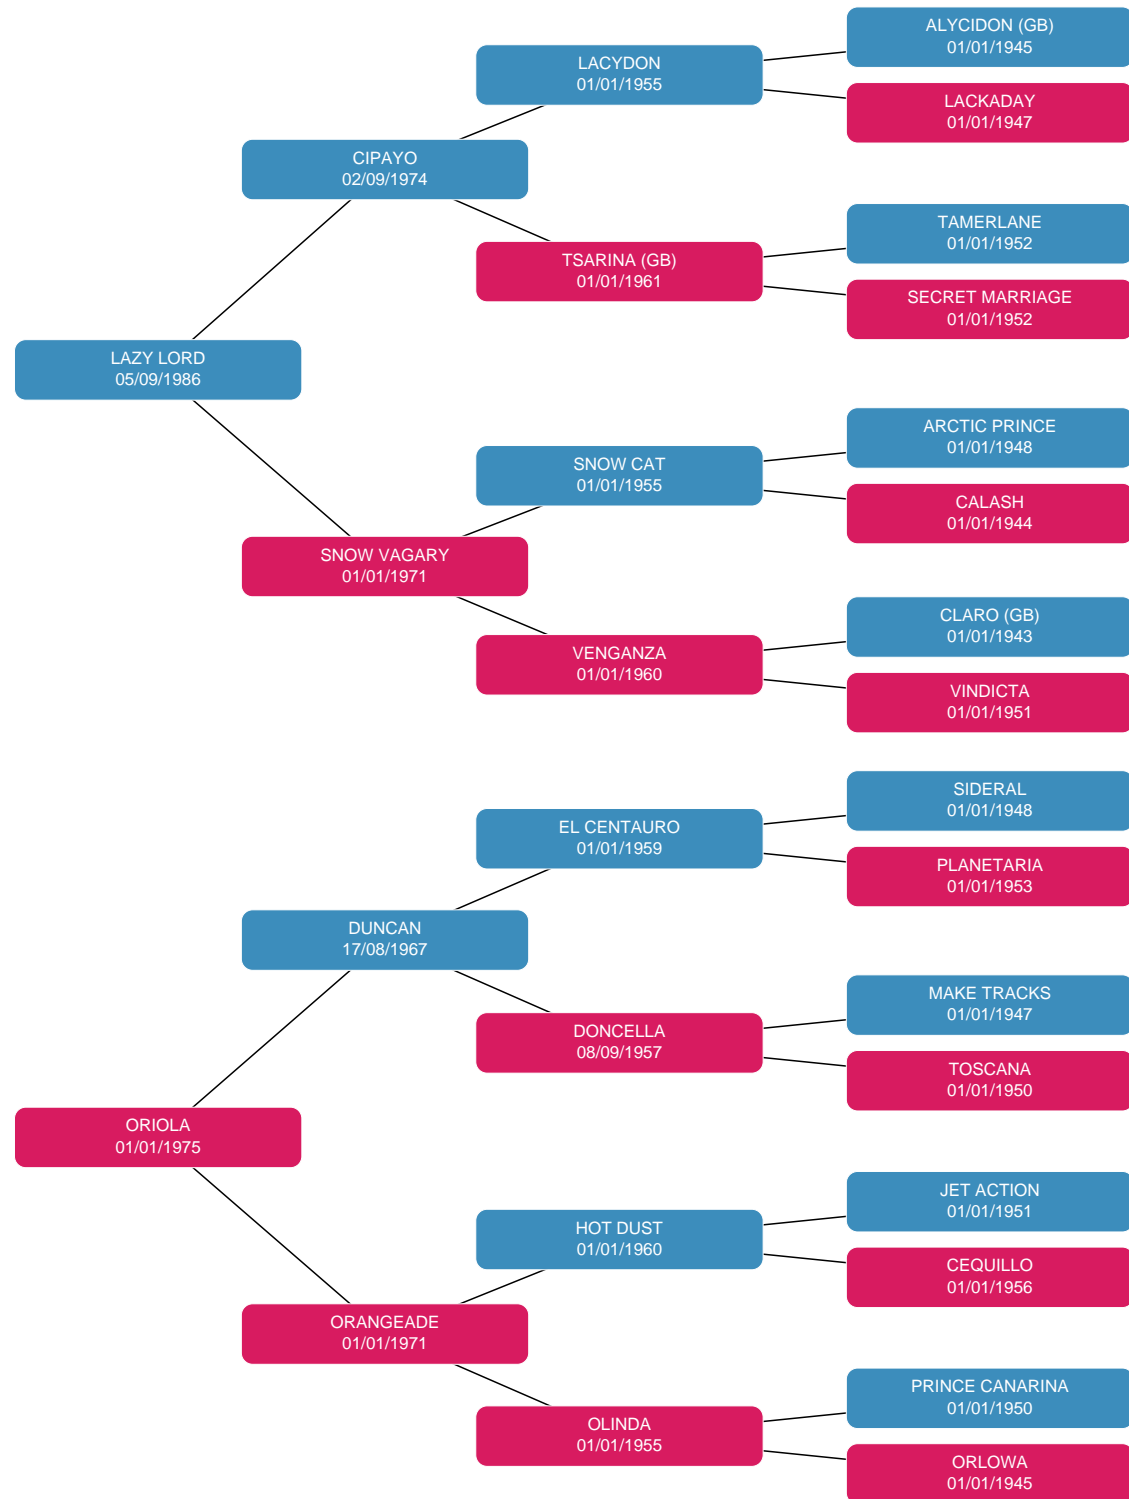 ALYCIDON (GB)
01/01/1945
LACYDON
01/01/1955
LACKADAY
01/01/1947
CIPAYO
02/09/1974
TAMERLANE
01/01/1952
TSARINA (GB)
01/01/1961
SECRET MARRIAGE
01/01/1952
LAZY LORD
05/09/1986
ARCTIC PRINCE
01/01/1948
SNOW CAT
01/01/1955
CALASH
01/01/1944
SNOW VAGARY
01/01/1971
CLARO (GB)
01/01/1943
VENGANZA
01/01/1960
VINDICTA
01/01/1951
SIDERAL
01/01/1948
EL CENTAURO
01/01/1959
PLANETARIA
01/01/1953
DUNCAN
17/08/1967
MAKE TRACKS
01/01/1947
DONCELLA
08/09/1957
TOSCANA
01/01/1950
ORIOLA
01/01/1975
JET ACTION
01/01/1951
HOT DUST
01/01/1960
CEQUILLO
01/01/1956
ORANGEADE
01/01/1971
PRINCE CANARINA
01/01/1950
OLINDA
01/01/1955
ORLOWA
01/01/1945